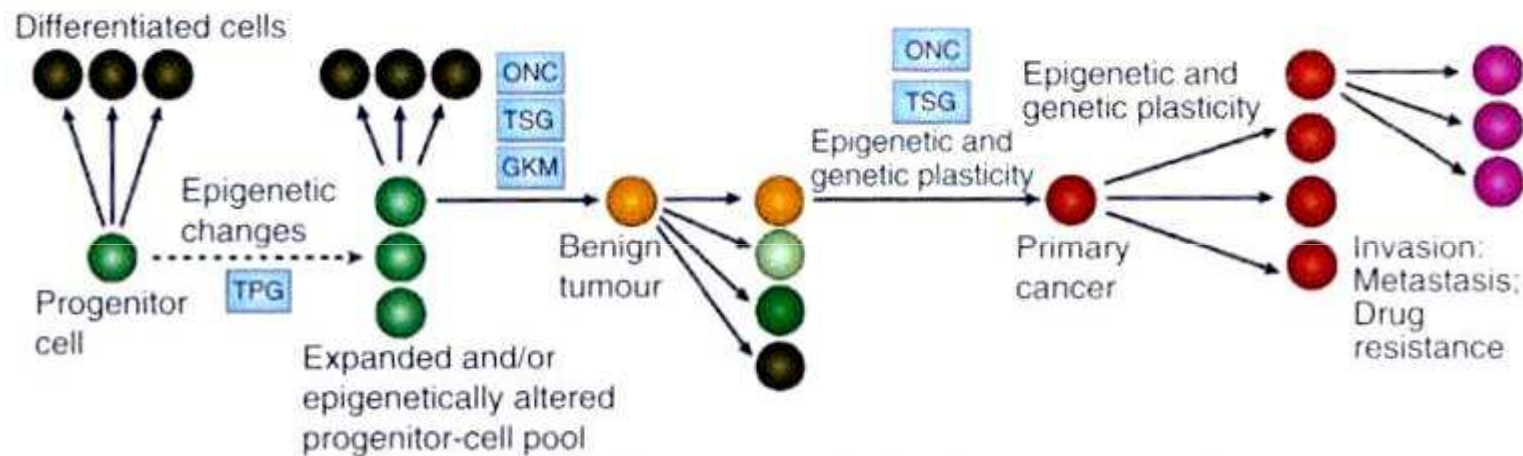 Differentiated cells
Epigenetic
changes
TPG
Progenitor
cell
Expanded and/or
epigenetically altered
progenitor-cell pool
ONC
TSG
GKM
Benign
tumour
ONC
TSG
Epigenetic and
genetic plasticity
Primary
cancer
Epigenetic and
genetic plasticity
Invasion:
Metastasis;
Drug
resistance